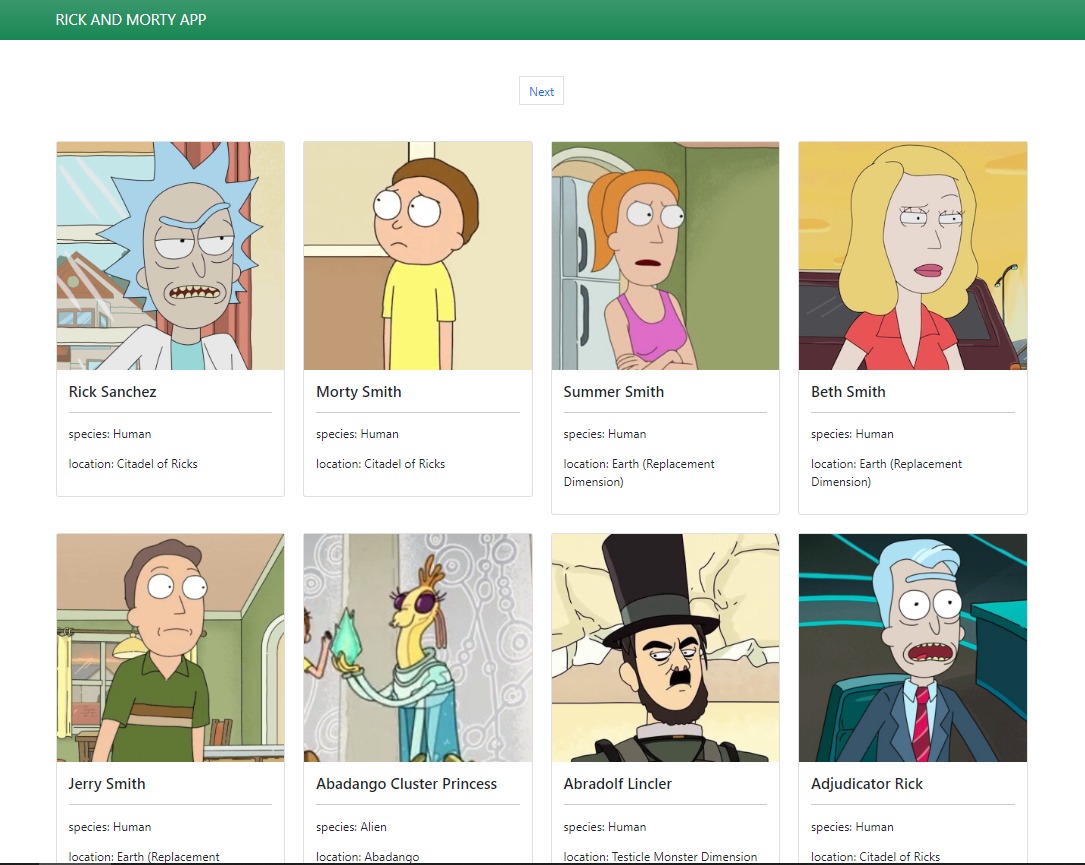 RICK AND MORTY APP
Next
Rick Sanchez
species: Human
location: Citadel of Ricks
Morty Smith
species: Human
location: Citadel of Ricks
Summer Smith
species: Human
location: Earth (Replacement
Dimension)
Beth Smith
species: Human
location: Earth (Replacement
Dimension)
Jerry Smith
species: Human
location: Earth (Replacement
Abadango Cluster Princess
species: Alien
location: Abadango
Abradolf Lincler
species: Human
location: Testicle Monster Dimension
Adjudicator Rick
species: Human
location: Citadel of Ricks